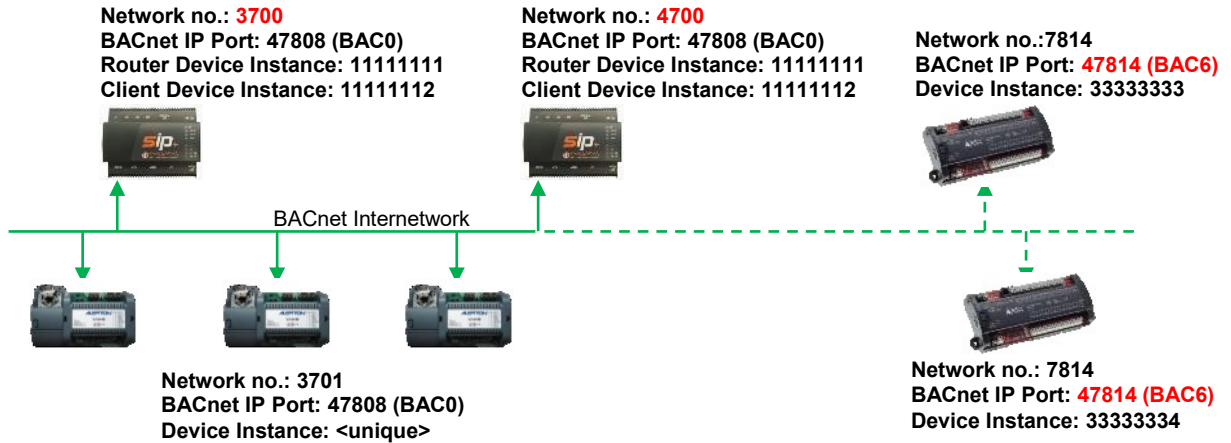 Network no.: 3700
BACnet IP Port: 47808 (BAC0)
Router Device Instance: 11111111
Client Device Instance: 11111112
Network no.: 4700
BACnet IP Port: 47808 (BAC0)
Router Device Instance: 11111111
Client Device Instance: 11111112
Network no.:7814
BACnet IP Port: 47814 (BAC6)
Device Instance: 33333333
sip
sip
BACnet Internetwork
Network no.: 3701
BACnet IP Port: 47808 (BAC0)
Device Instance: <unique>
Network no.: 7814
BACnet IP Port: 47814 (BAC6)
Device Instance: 33333334